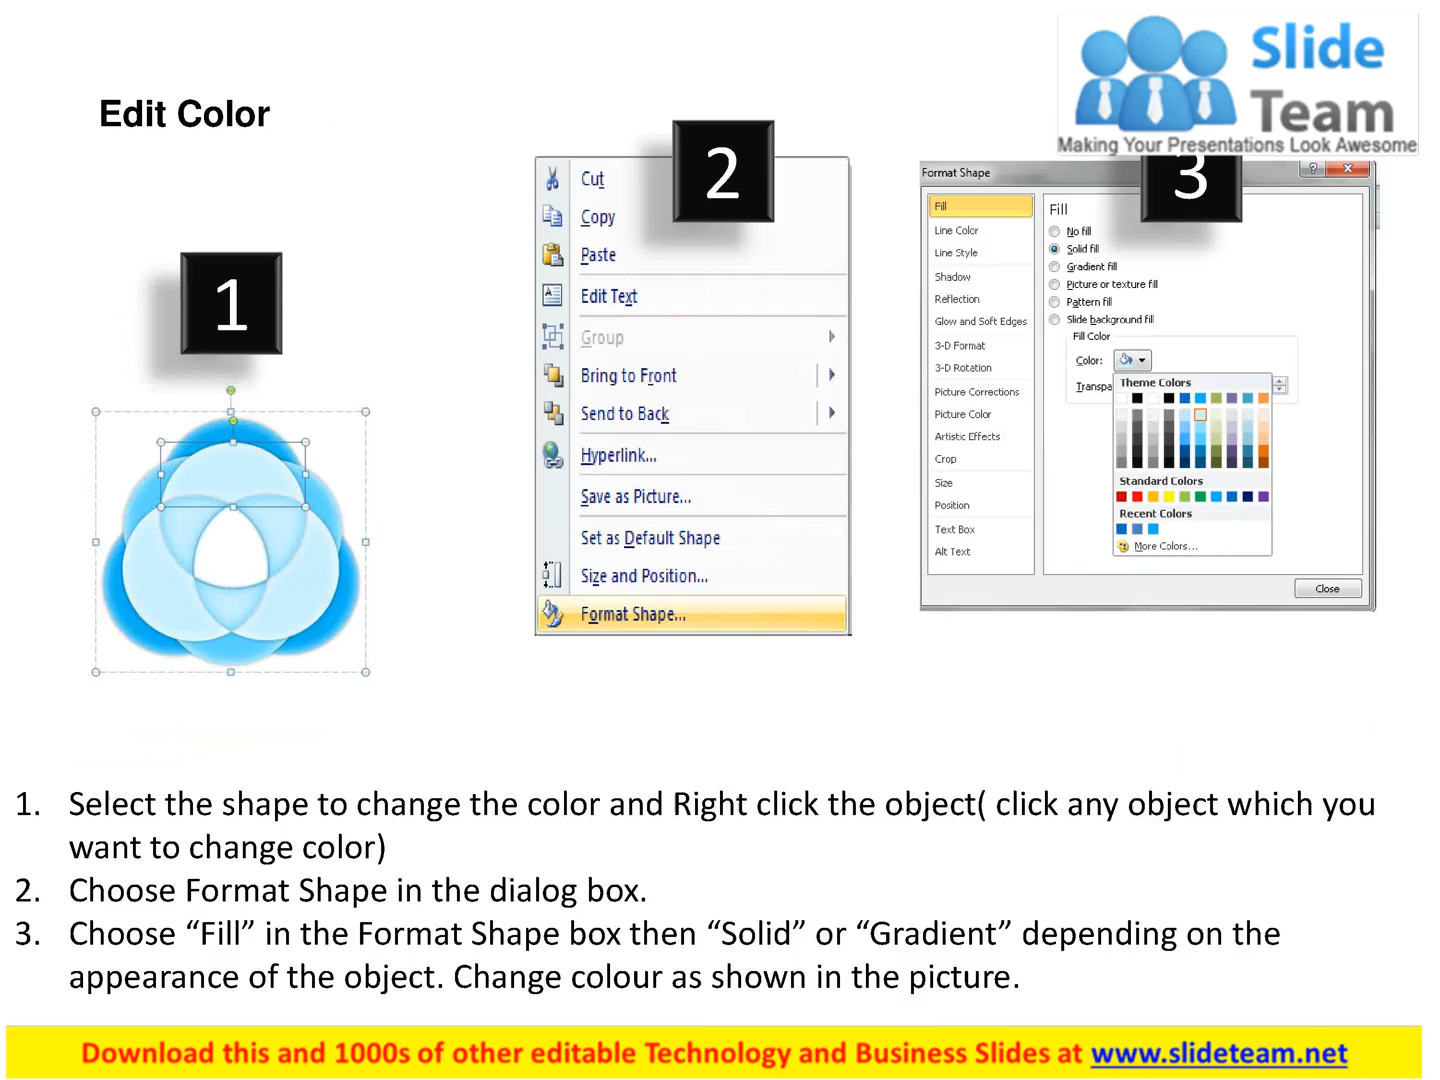 Slide
Team
Making Your Presentations Look Awesome
Edit Color
1
2
Cut
Copy
Paste
Edit Text
Group
Bring to Front
Send to Back
Hyperlink...
Save as Picture...
Set as Default Shape
Size and Position...
Format Shape...
3
Format Shape
Fill
Line Color
Line Style
Shadow
Reflection
Glow and Soft Edges
3-D Format
3-D Rotation
Picture Corrections
Picture Color
Artistic Effects
Crop
Size
Position
Text Box
Alt Text
Fill
No fill
Solid fill
Gradient fill
Picture or texture fill
Pattern fill
Slide background fill
Fill Color
Color:
Transpa
Theme Colors
Standard Colors
Recent Colors
More Colors...
Close
1. Select the shape to change the color and Right click the object( click any object which you
want to change color)
2. Choose Format Shape in the dialog box.
3. Choose “Fill” in the Format Shape box then “Solid” or “Gradient” depending on the
appearance of the object. Change colour as shown in the picture.
Download this and 1000s of other editable Technology and Business Slides at www.slideteam.net